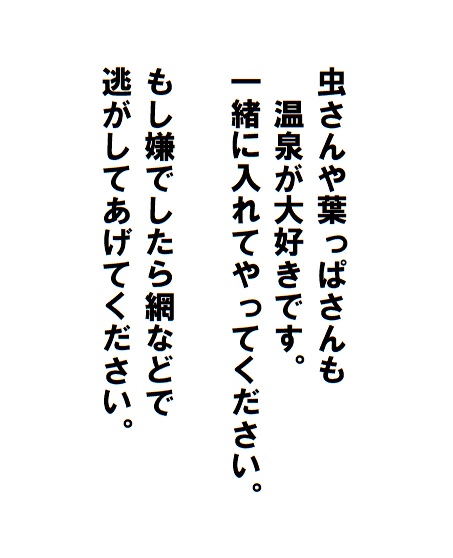 虫さんや葉っぱさんも
温泉が大好きです。
一緒に入れてやってください。
もし嫌でしたら網などで
逃がしてあげてください。